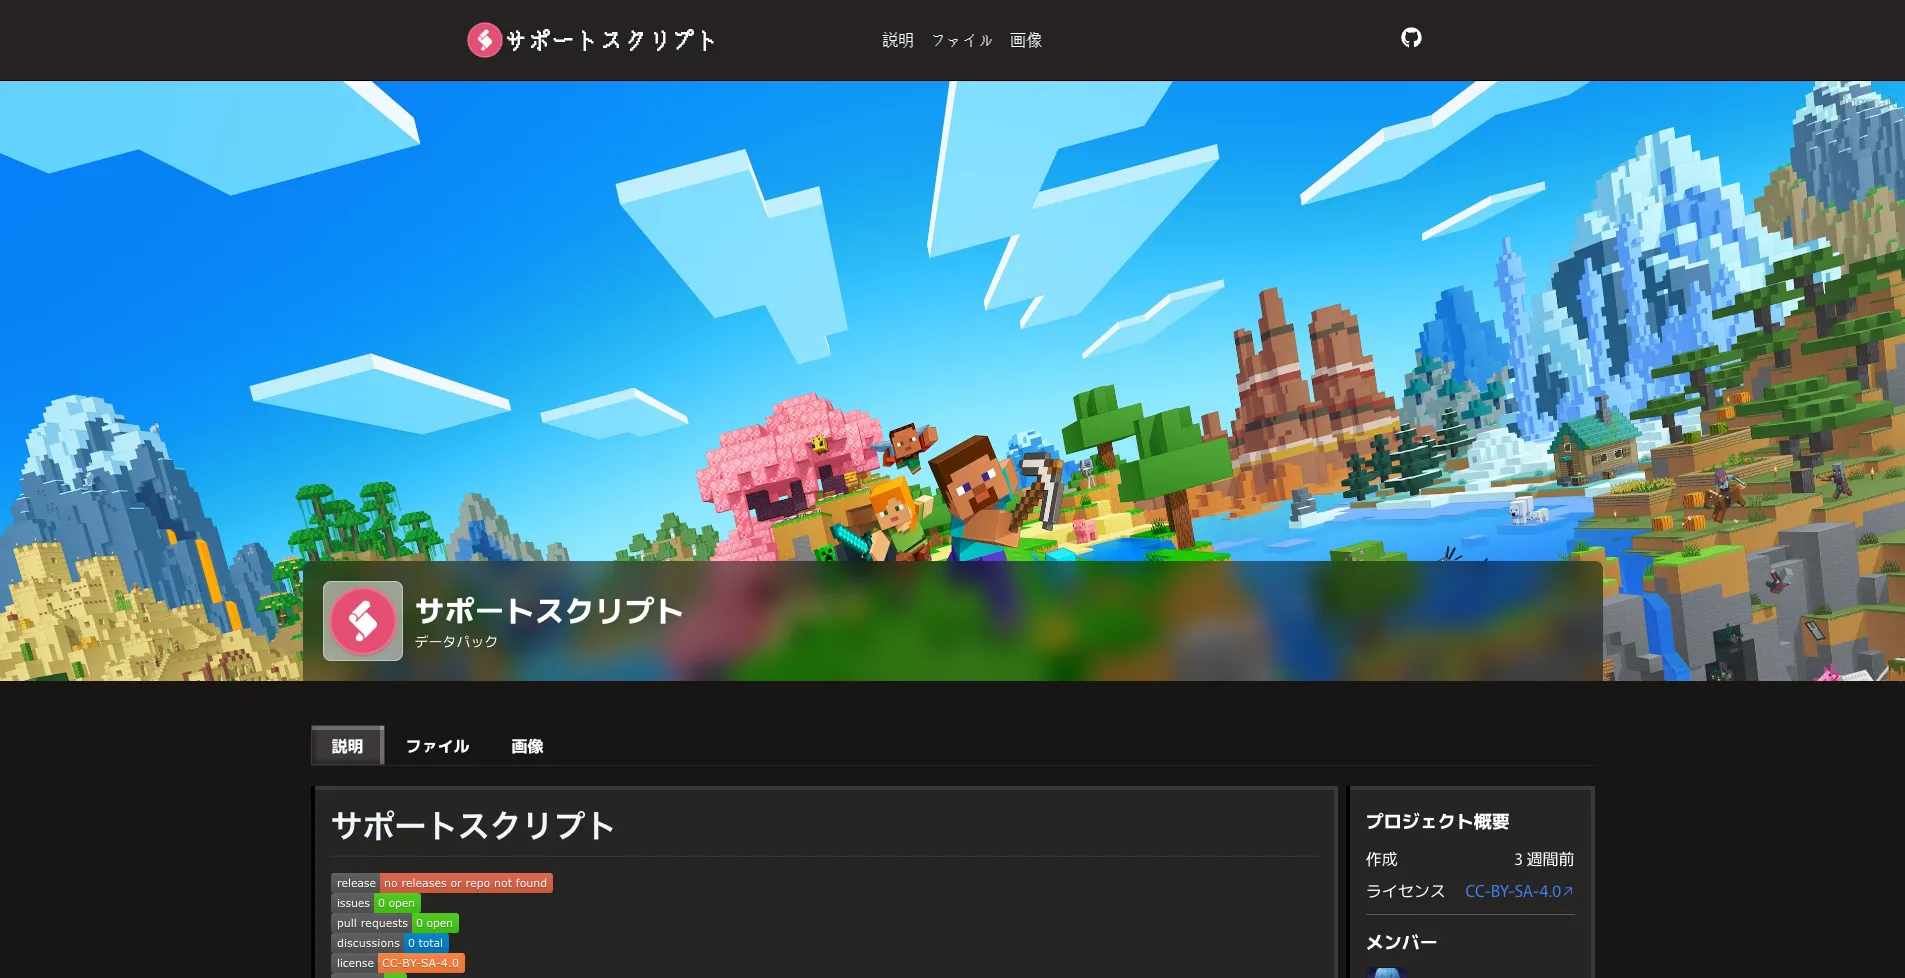 サポートスクリプト
説明 ファイル 画像
サポートスクリプト
データパック
説明 ファイル 画像
サポートスクリプト
release no releases or repo not found
issues 0 open
pull requests 0 open
discussions 0 total
license CC-BY-SA-4.0
プロジェクト概要
作成 3 週間前
ライセンス CC-BY-SA-4.0↗
メンバー